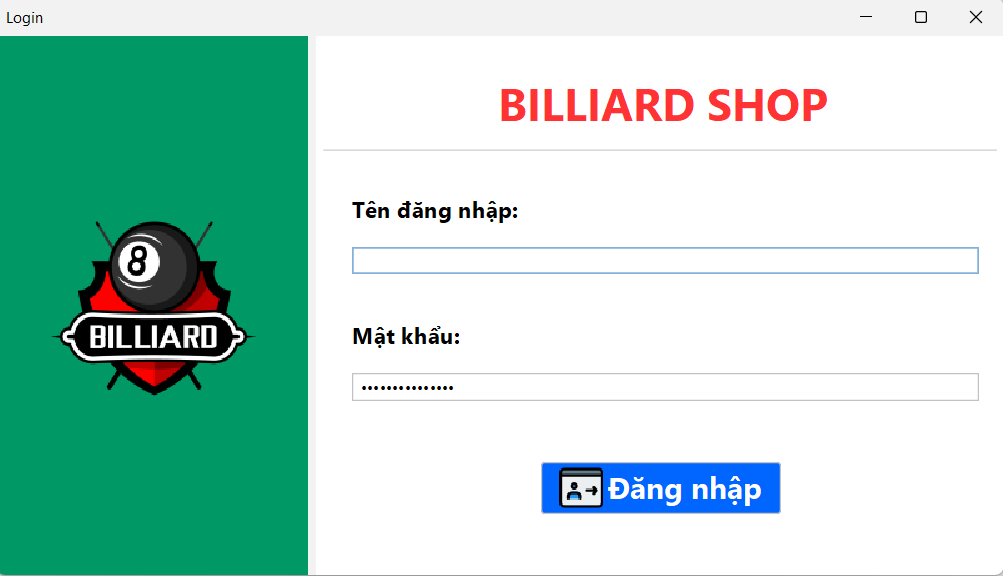 Login
BILLIARD SHOP
8
BILLIARD
Tên đăng nhập:
Mật khẩu:
Đăng nhập